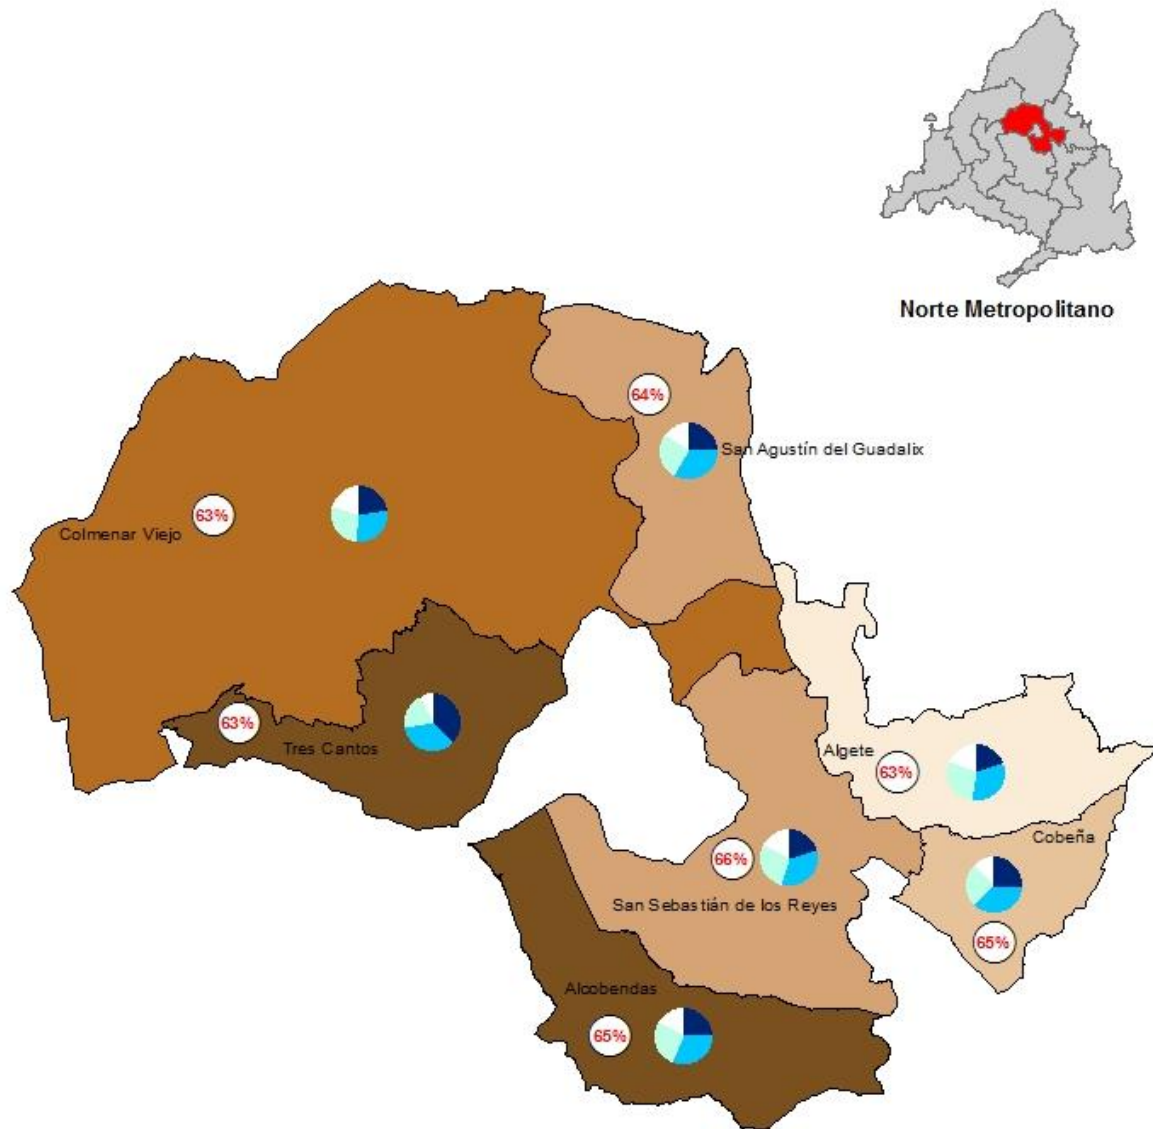 Norte Metropolitano
64%
San Agustín del Guadalix
63%
Colmenar Viejo
63%
Tres Cantos
Algete
63%
Cobeña
66%
San Sebastián de los Reyes
65%
Alcobendas
65%